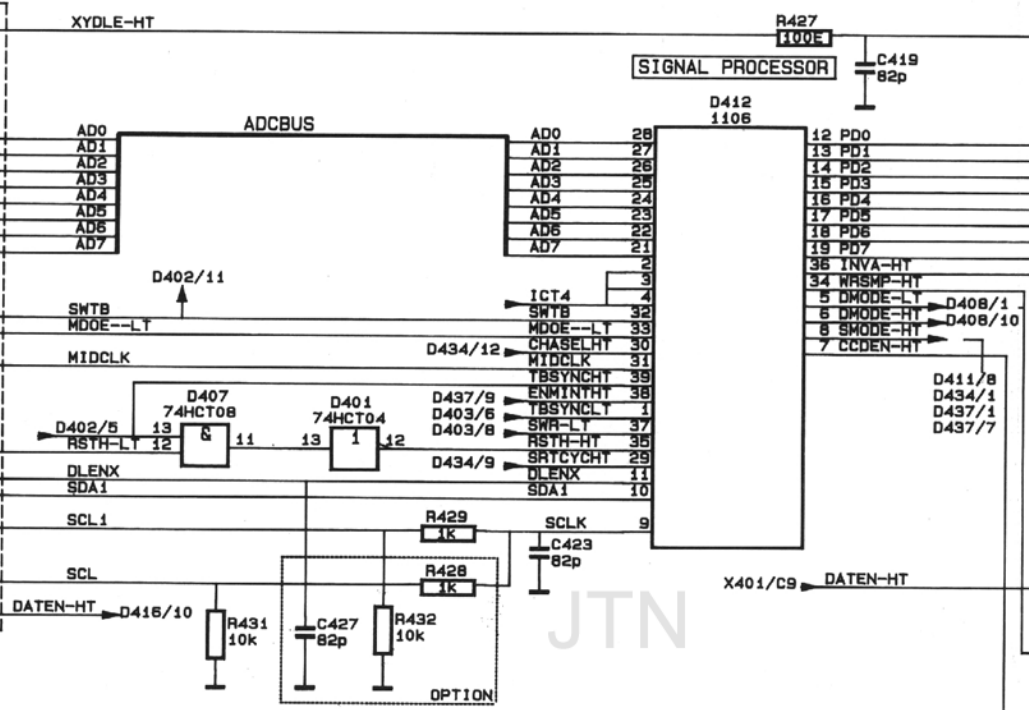 XYDLE-HT
R427
100E
SIGNAL PROCESSOR
C419
82p
D412
1106
ADCBUS
AD0
AD1
AD2
AD3
AD4
AD5
AD6
AD7
AD0 28
AD1 27
AD2 26
AD3 25
AD4 24
AD5 23
AD6 22
AD7 21
2
3
ICT4 4
SWTB 32
MDOE--LT 33
D434/12 CHASELHT 30
MIDCLK 31
TBSYNCHT 39
D437/9 ENMINTHT 38
D403/6 TBSYNCLT 1
D403/8 SWR-LT 37
RSTH-HT 35
D434/9 SRTCYCHT 29
DLENX 11
SDA1 10
SCLK 9
12 PD0
13 PD1
14 PD2
15 PD3
16 PD4
17 PD5
18 PD6
19 PD7
36 INVA-HT
34 WRSMP-HT
5 DMODE-LT D408/1
6 DMODE-HT D408/10
8 SMODE-HT
7 CCDEN-HT
D411/8
D434/1
D437/1
D437/7
D402/11
SWTB
MDOE--LT
MIDCLK
D407
74HCT08
D401
74HCT04
D402/5 13 & 11 13 1 12
RSTH-LT 12
DLENX
SDA1
SCL1
R429
1k
C423
82p
SCL
R428
1k
X401/C9 DATEN-HT
DATEN-HT D416/10
R431
10k
C427
82p
R432
10k
OPTION
JTN